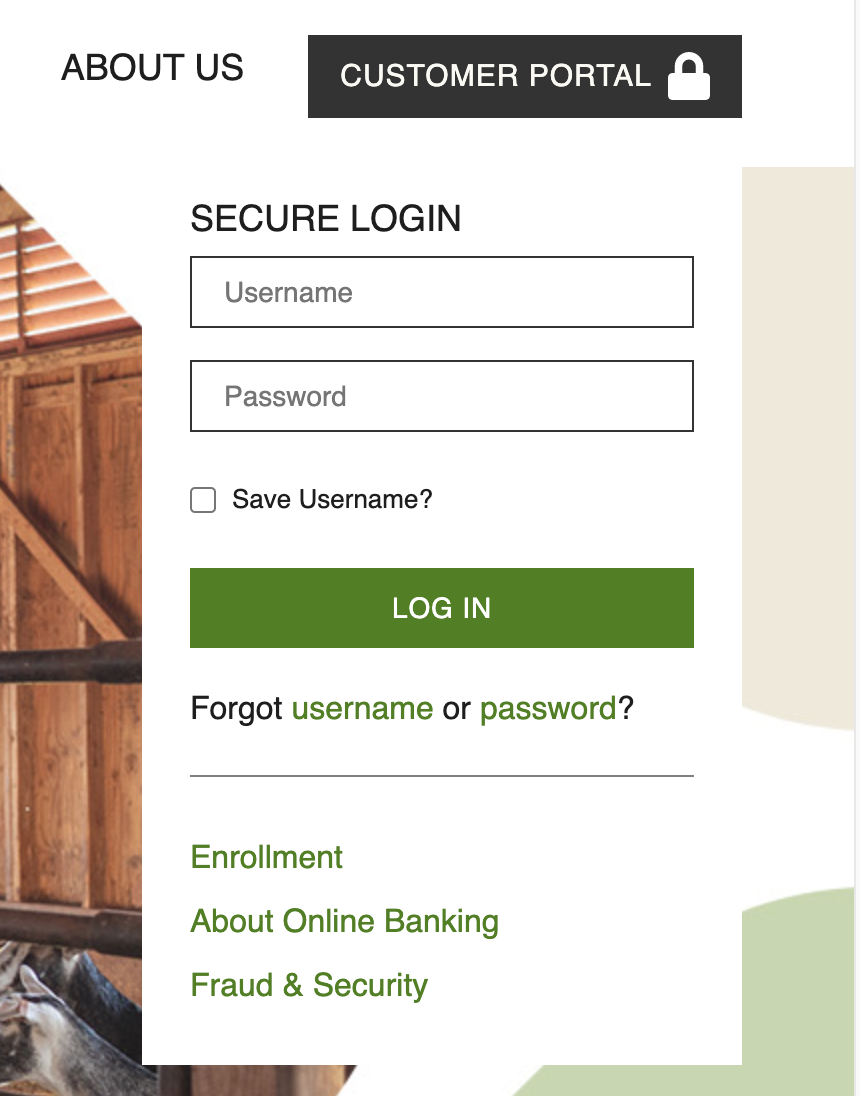 ABOUT US
CUSTOMER PORTAL
SECURE LOGIN
Username
Password
Save Username?
LOG IN
Forgot username or password?
Enrollment
About Online Banking
Fraud & Security